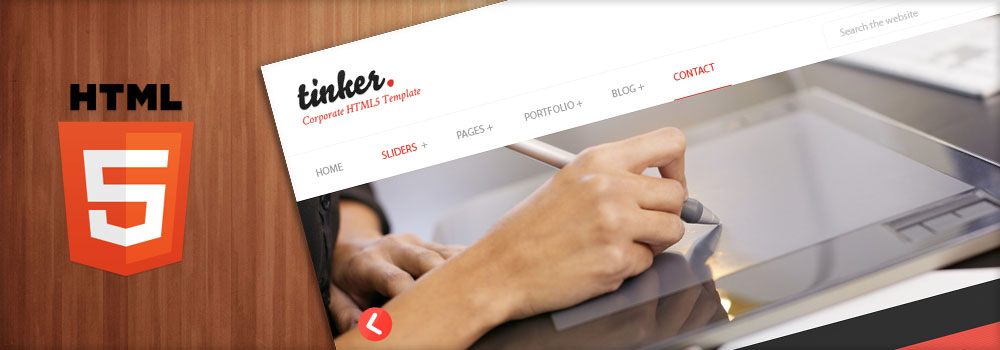 HTML
5
tinker.
Corporate HTML5 Template
Search the website
HOME
SLIDERS +
PAGES +
PORTFOLIO +
BLOG +
CONTACT